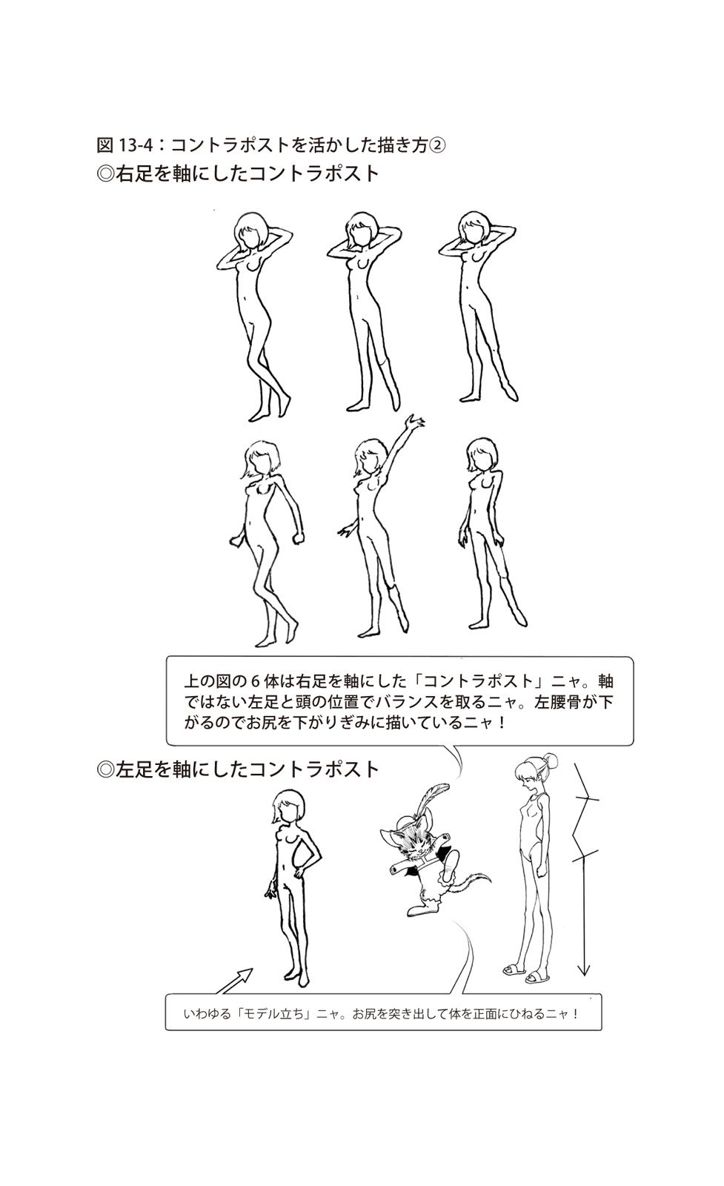 図 13-4：コントラポストを活かした描き方②
◎右足を軸にしたコントラポスト
上の図の 6 体は右足を軸にした「コントラポスト」ニャ。軸
ではない左足と頭の位置でバランスを取るニャ。左腰骨が下
がるのでお尻を下がりぎみに描いているニャ！
◎左足を軸にしたコントラポスト
いわゆる「モデル立ち」ニャ。お尻を突き出して体を正面にひねるニャ！